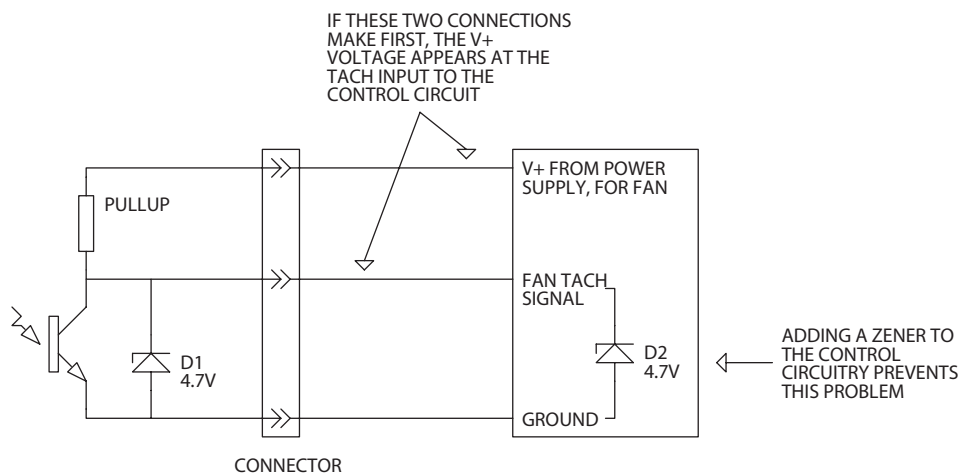 IF THESE TWO CONNECTIONS
MAKE FIRST, THE V+
VOLTAGE APPEARS AT THE
TACH INPUT TO THE
CONTROL CIRCUIT
V+ FROM POWER
SUPPLY, FOR FAN
PULLUP
FAN TACH
SIGNAL
D1
4.7V
D2
4.7V
ADDING A ZENER TO
THE CONTROL
CIRCUITRY PREVENTS
THIS PROBLEM
GROUND
CONNECTOR